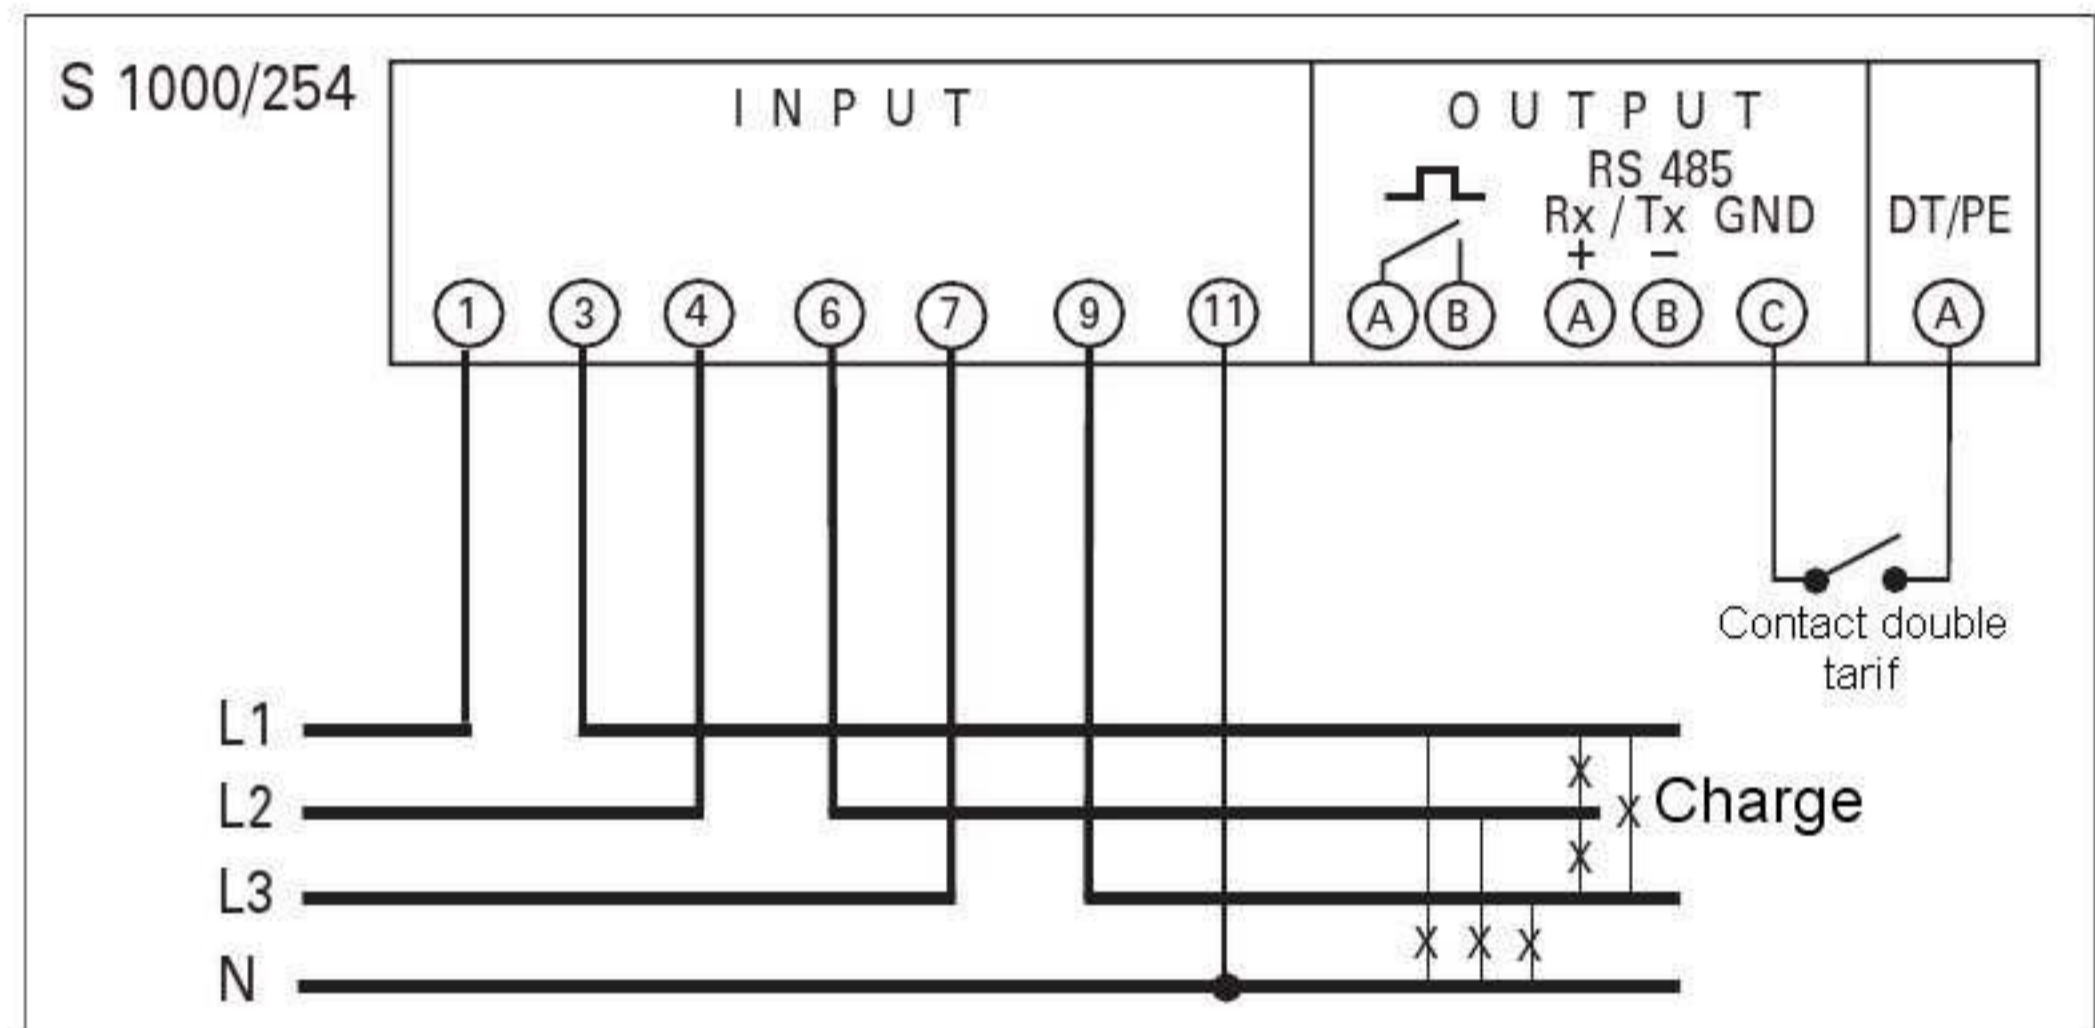 S 1000/254
INPUT
OUTPUT
RS 485
Rx / Tx GND
+ −
DT/PE
1 3 4 6 7 9 11
A B A B C
A
Contact double
tarif
L1
L2
Charge
L3
N
X
X
X
X X X